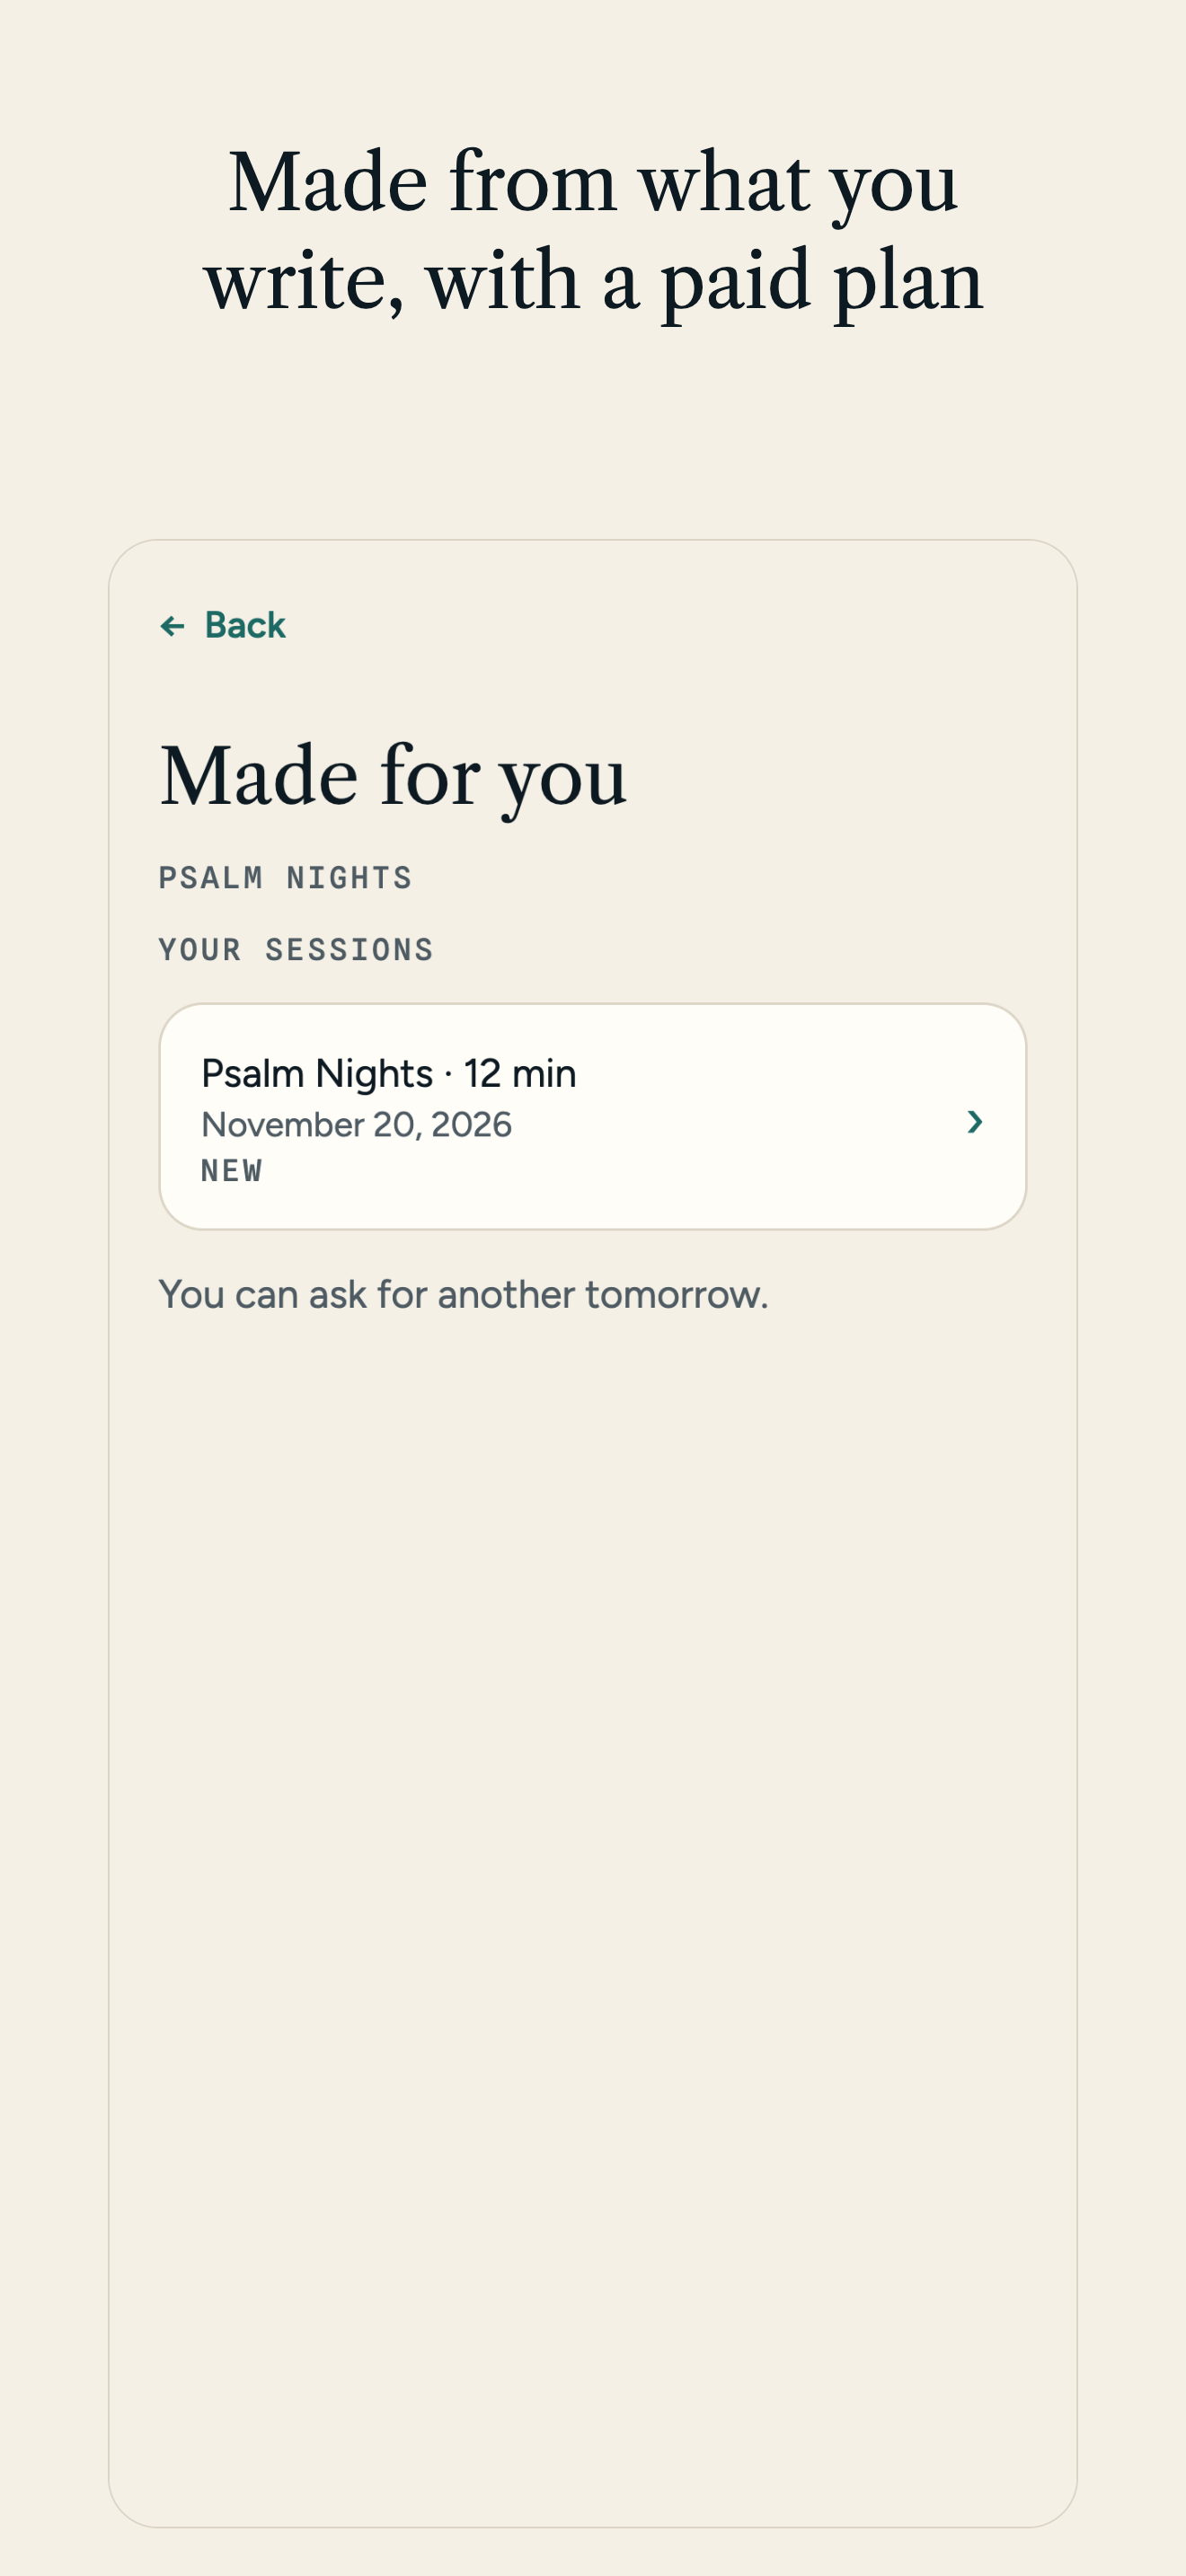 Made from what you
write, with a paid plan
← Back
Made for you
PSALM NIGHTS
YOUR SESSIONS
Psalm Nights · 12 min
November 20, 2026
NEW
You can ask for another tomorrow.